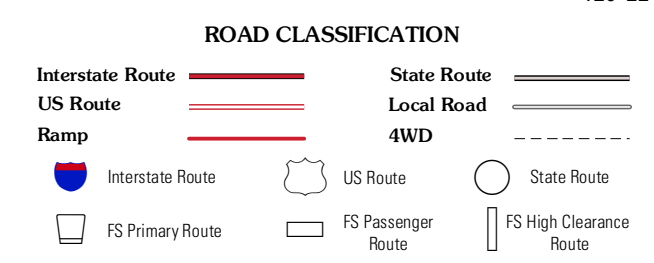 ROAD CLASSIFICATION
Interstate Route
State Route
US Route
Local Road
Ramp
4WD
Interstate Route
US Route
State Route
FS Primary Route
FS Passenger
Route
FS High Clearance
Route